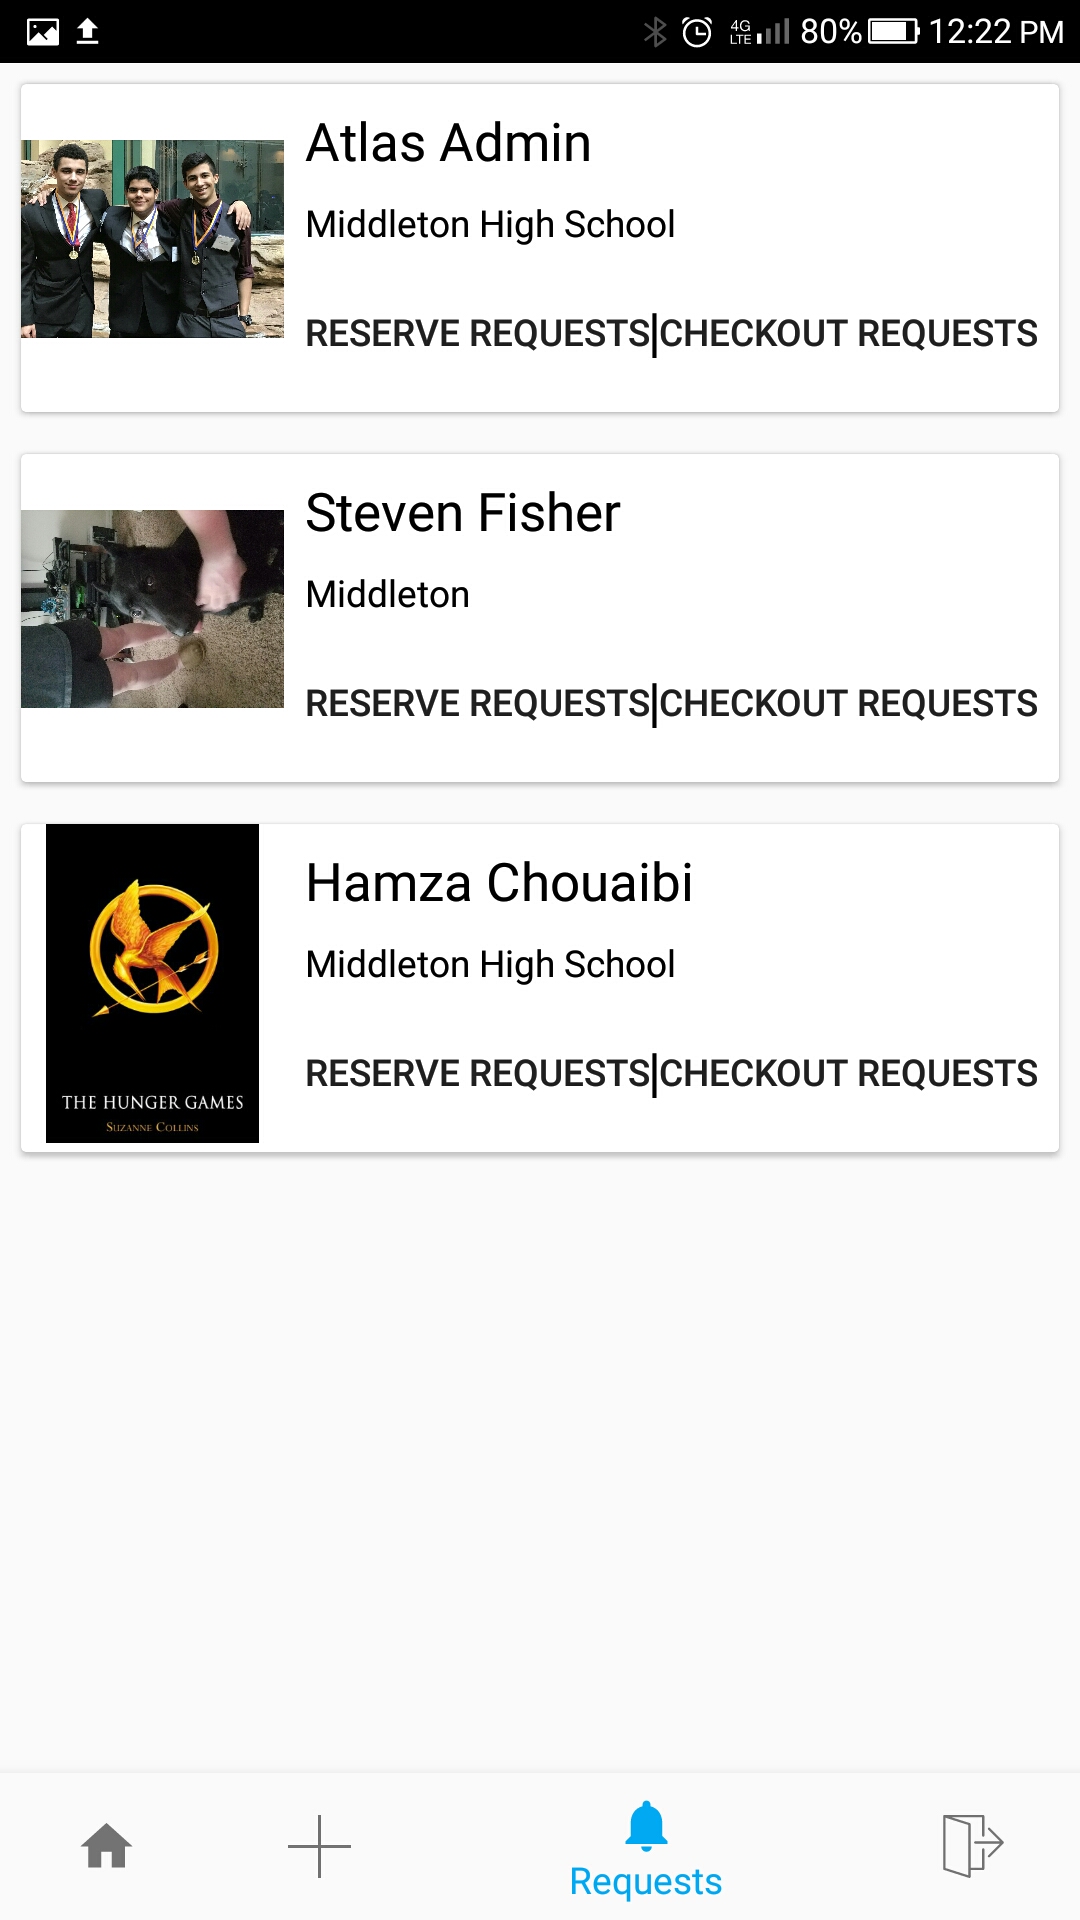 4G
LTE
80%
12:22 PM
Atlas Admin
Middleton High School
RESERVE REQUESTS|CHECKOUT REQUESTS
Steven Fisher
Middleton
RESERVE REQUESTS|CHECKOUT REQUESTS
THE HUNGER GAMES
SUZANNE COLLINS
Hamza Chouaibi
Middleton High School
RESERVE REQUESTS|CHECKOUT REQUESTS
Requests